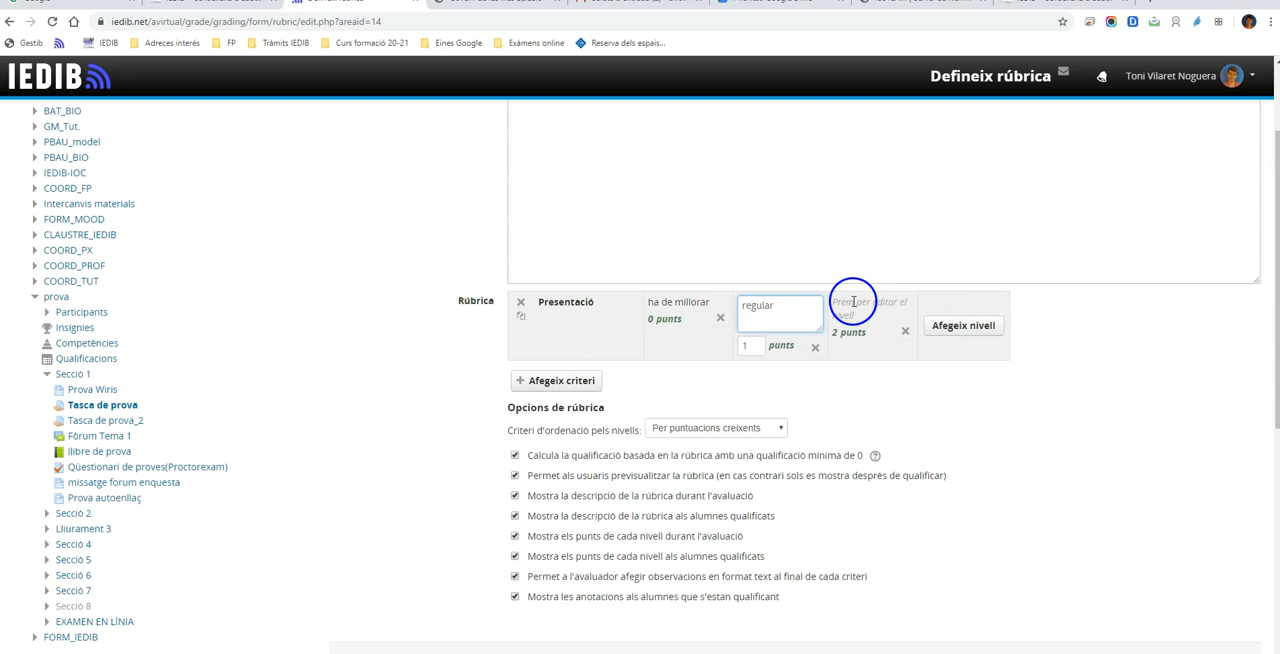 iedib.net/avirtual/grade/grading/form/rubric/edit.php?areaid=14
Gestib IEDIB Adreces interés FP Tràmits IEDIB Curs formació 20-21 Eines Google Exàmens online Reserva dels espais...
IEDIB
Defineix rúbrica
Toni Vilaret Noguera
BAT_BIO
GM_Tut.
PBAU_model
PBAU_BIO
IEDIB-IOC
COORD_FP
Intercanvis materials
FORM_MOOD
CLAUSTRE_IEDIB
COORD_PX
COORD_PROF
COORD_TUT
prova
Participants
Insígnies
Competències
Qualificacions
Secció 1
Prova Wiris
Tasca de prova
Tasca de prova_2
Fòrum Tema 1
llibre de prova
Qüestionari de proves(Proctorexam)
missatge forum enquesta
Prova autoenllaç
Secció 2
Lliurament 3
Secció 4
Secció 5
Secció 6
Secció 7
Secció 8
EXAMEN EN LÍNIA
FORM_IEDIB
Rúbrica
Presentació
ha de millorar
0 punts
regular
1 punts
Prem per editar el
nivell
2 punts
Afegeix nivell
+ Afegeix criteri
Opcions de rúbrica
Criteri d'ordenació pels nivells: Per puntuacions creixents
Calcula la qualificació basada en la rúbrica amb una qualificació mínima de 0
Permet als usuaris previsualitzar la rúbrica (en cas contrari sols es mostra després de qualificar)
Mostra la descripció de la rúbrica durant l'avaluació
Mostra la descripció de la rúbrica als alumnes qualificats
Mostra els punts de cada nivell durant l'avaluació
Mostra els punts de cada nivell als alumnes qualificats
Permet a l'avaluador afegir observacions en format text al final de cada criteri
Mostra les anotacions als alumnes que s'estan qualificant